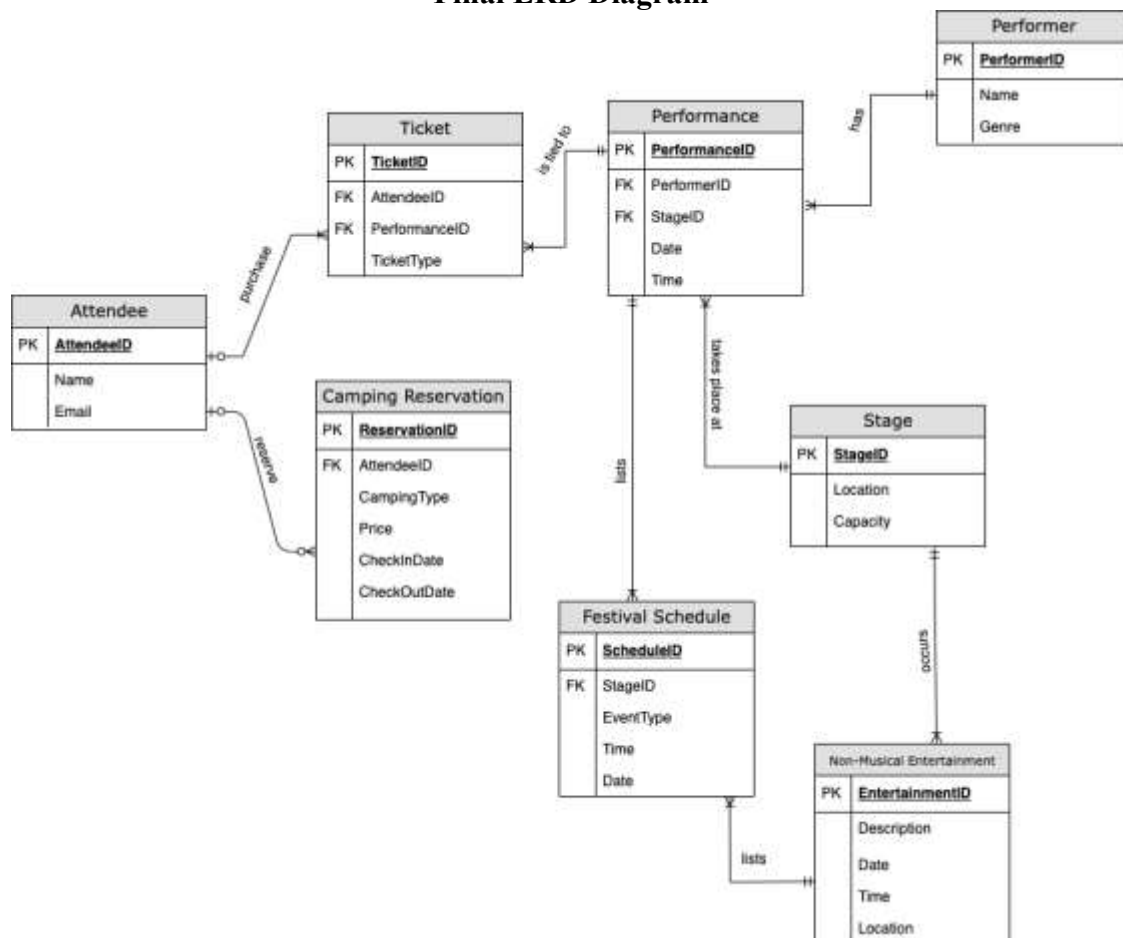 Final ERD Diagram
Performer
PK PerformerID
Name
Genre
has
Performance
PK PerformanceID
FK PerformerID
FK StageID
Date
Time
is tied to
Ticket
PK TicketID
FK AttendeeID
FK PerformanceID
TicketType
purchase
Attendee
PK AttendeeID
Name
Email
reserve
Camping Reservation
PK ReservationID
FK AttendeeID
CampingType
Price
CheckInDate
CheckOutDate
lists
takes place at
Stage
PK StageID
Location
Capacity
occurs
Festival Schedule
PK ScheduleID
FK StageID
EventType
Time
Date
lists
Non-Musical Entertainment
PK EntertainmentID
Description
Date
Time
Location